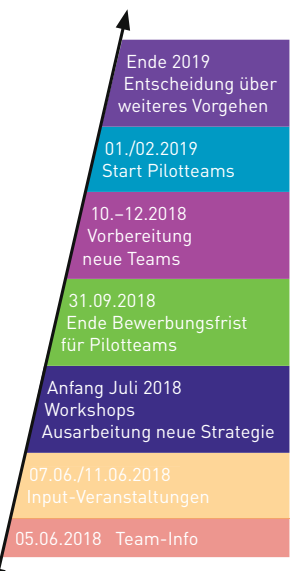 Ende 2019
Entscheidung über
weiteres Vorgehen
01./02.2019
Start Pilotteams
10.–12.2018
Vorbereitung
neue Teams
31.09.2018
Ende Bewerbungsfrist
für Pilotteams
Anfang Juli 2018
Workshops
Ausarbeitung neue Strategie
07.06./11.06.2018
Input-Veranstaltungen
05.06.2018 Team-Info